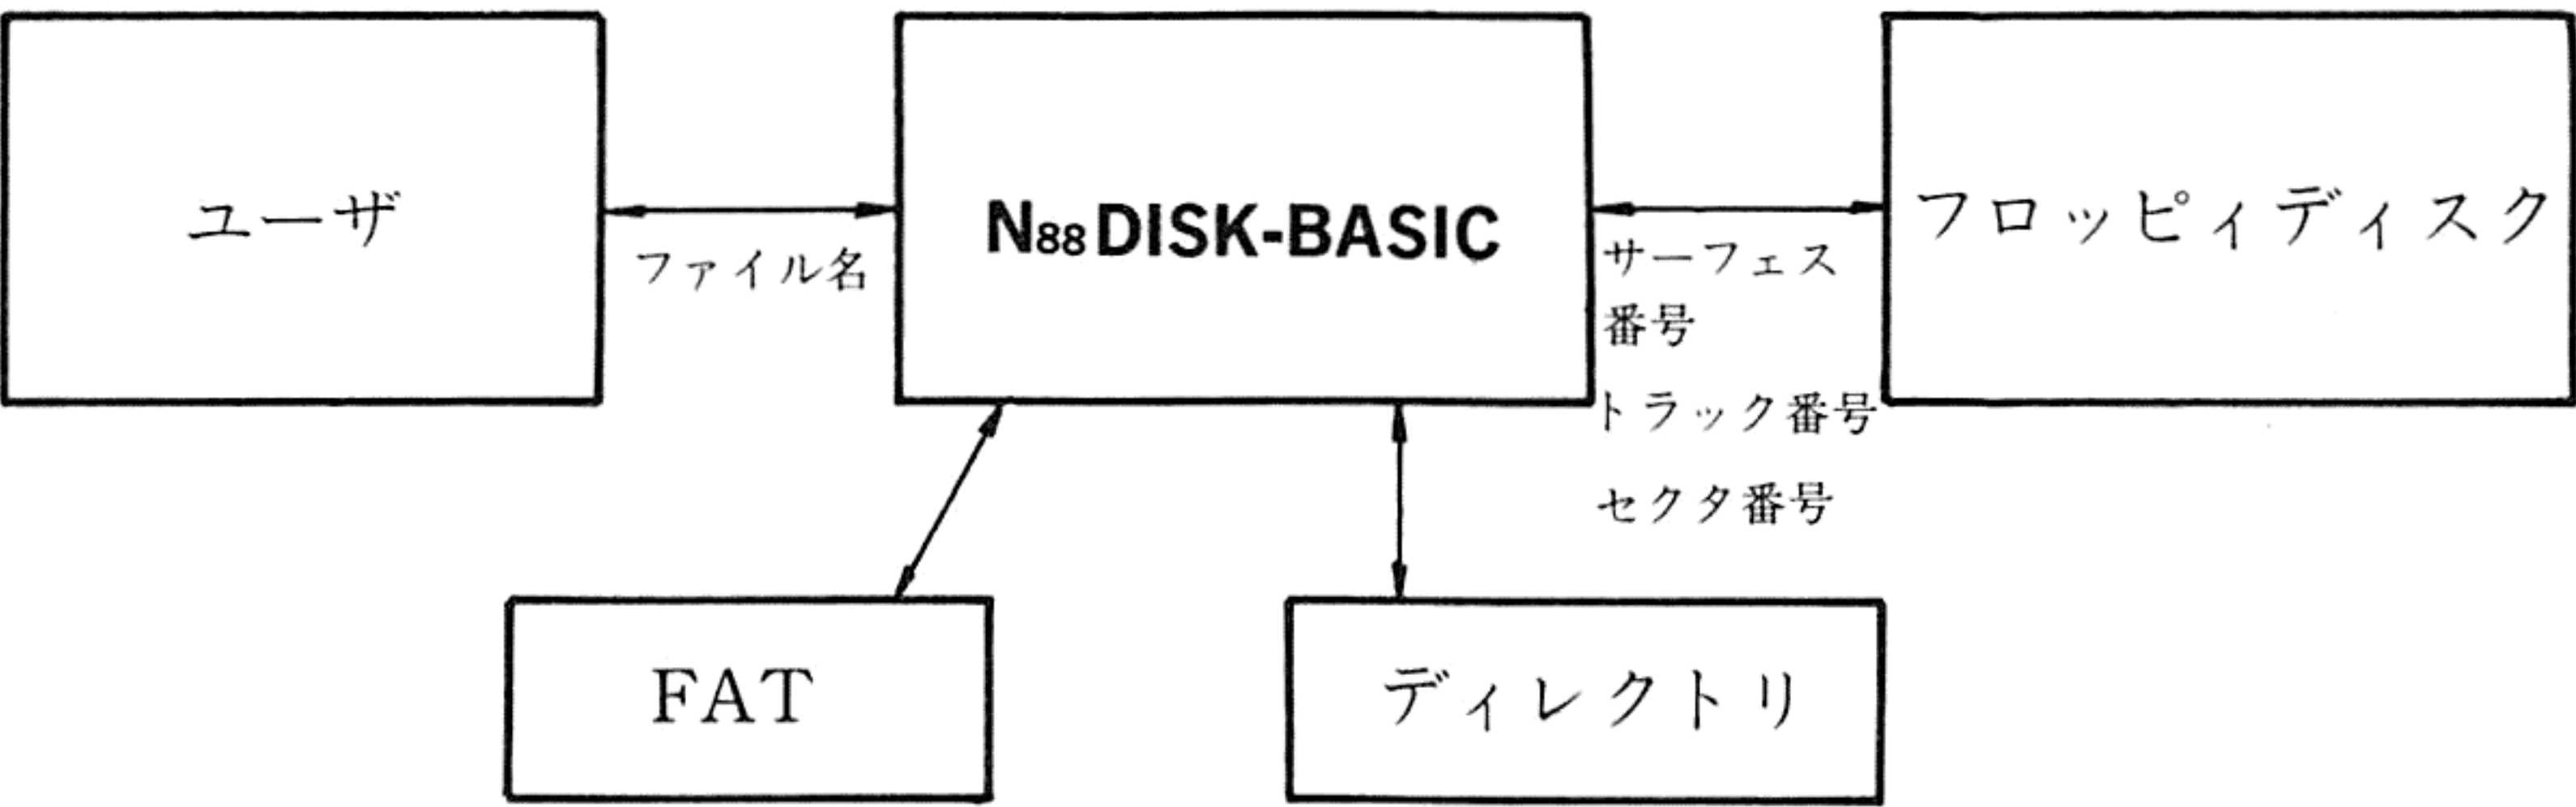 ユーザ
ファイル名
N88DISK-BASIC
サーフェス
番号
トラック番号
セクタ番号
フロッピィディスク
FAT
ディレクトリ